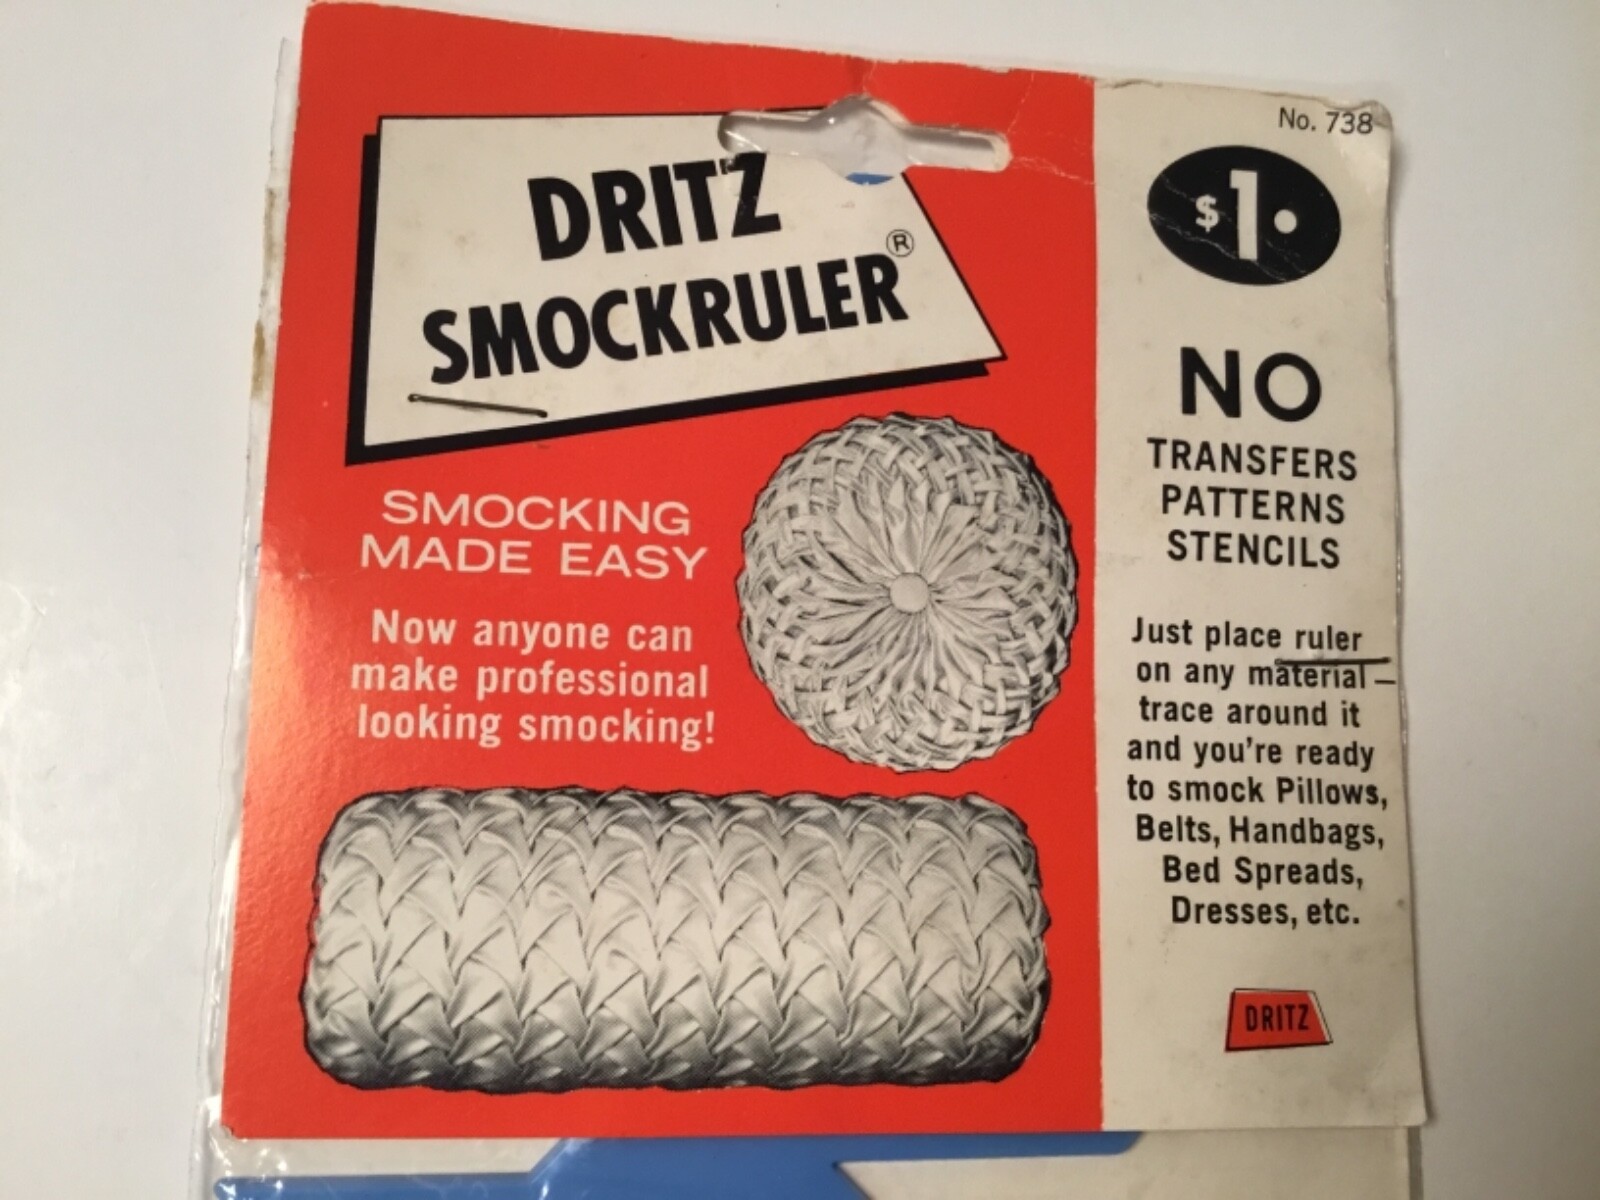 DRITZ
SMOCKRULER®
SMOCKING
MADE EASY
Now anyone can
make professional
looking smocking!
No. 738
$1.
NO
TRANSFERS
PATTERNS
STENCILS
Just place ruler
on any material—
trace around it
and you're ready
to smock Pillows,
Belts, Handbags,
Bed Spreads,
Dresses, etc.
DRITZ